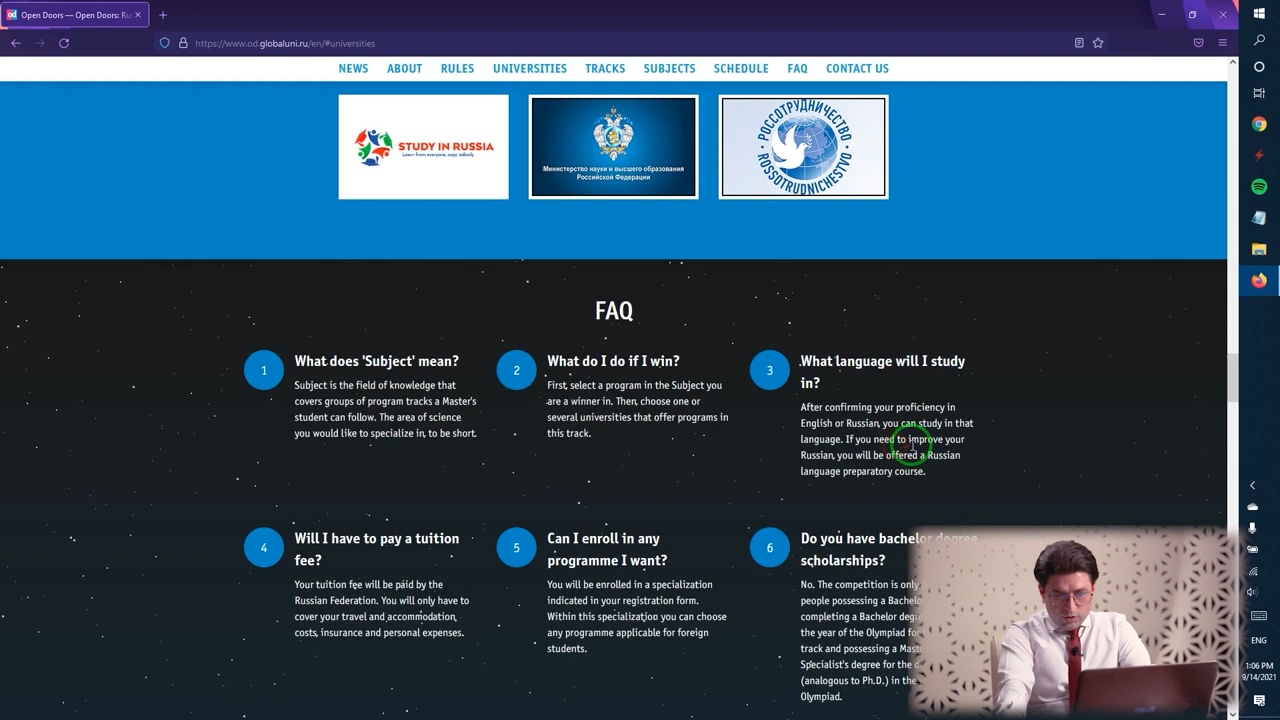 Open Doors — Open Doors: Ru
https://www.od.globaluni.ru/en/#universities
NEWS
ABOUT
RULES
UNIVERSITIES
TRACKS
SUBJECTS
SCHEDULE
FAQ
CONTACT US
STUDY IN RUSSIA
Learn from everyone, copy nobody
Министерство науки и высшего образования
Российской Федерации
РОССОТРУДНИЧЕСТВО
ROSSOTRUDNICHESTVO
FAQ
1
What does 'Subject' mean?
Subject is the field of knowledge that
covers groups of program tracks a Master's
student can follow. The area of science
you would like to specialize in, to be short.
2
What do I do if I win?
First, select a program in the Subject you
are a winner in. Then, choose one or
several universities that offer programs in
this track.
3
What language will I study
in?
After confirming your proficiency in
English or Russian, you can study in that
language. If you need to improve your
Russian, you will be offered a Russian
language preparatory course.
4
Will I have to pay a tuition
fee?
Your tuition fee will be paid by the
Russian Federation. You will only have to
cover your travel and accommodation,
costs, insurance and personal expenses.
5
Can I enroll in any
programme I want?
You will be enrolled in a specialization
indicated in your registration form.
Within this specialization you can choose
any programme applicable for foreign
students.
6
Do you have bachelor degree
scholarships?
No. The competition is only
people possessing a Bachelo
completing a Bachelor degre
the year of the Olympiad for
track and possessing a Mast
Specialist's degree for the d
(analogous to Ph.D.) in the
Olympiad.
ENG
1:06 PM
9/14/2021